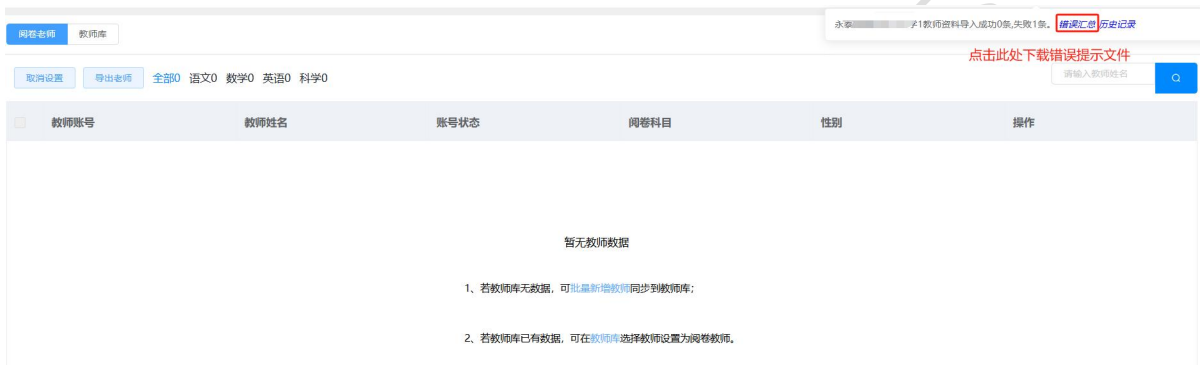 永泰 学1教师资料导入成功0条,失败1条。 错误汇总 历史记录
阅卷老师 教师库
点击此处下载错误提示文件
取消设置 导出老师 全部0 语文0 数学0 英语0 科学0 请输入教师姓名
教师账号 教师姓名 账号状态 阅卷科目 性别 操作
暂无教师数据
1、若教师库无数据，可批量新增教师同步到教师库；
2、若教师库已有数据，可在教师库选择教师设置为阅卷教师。